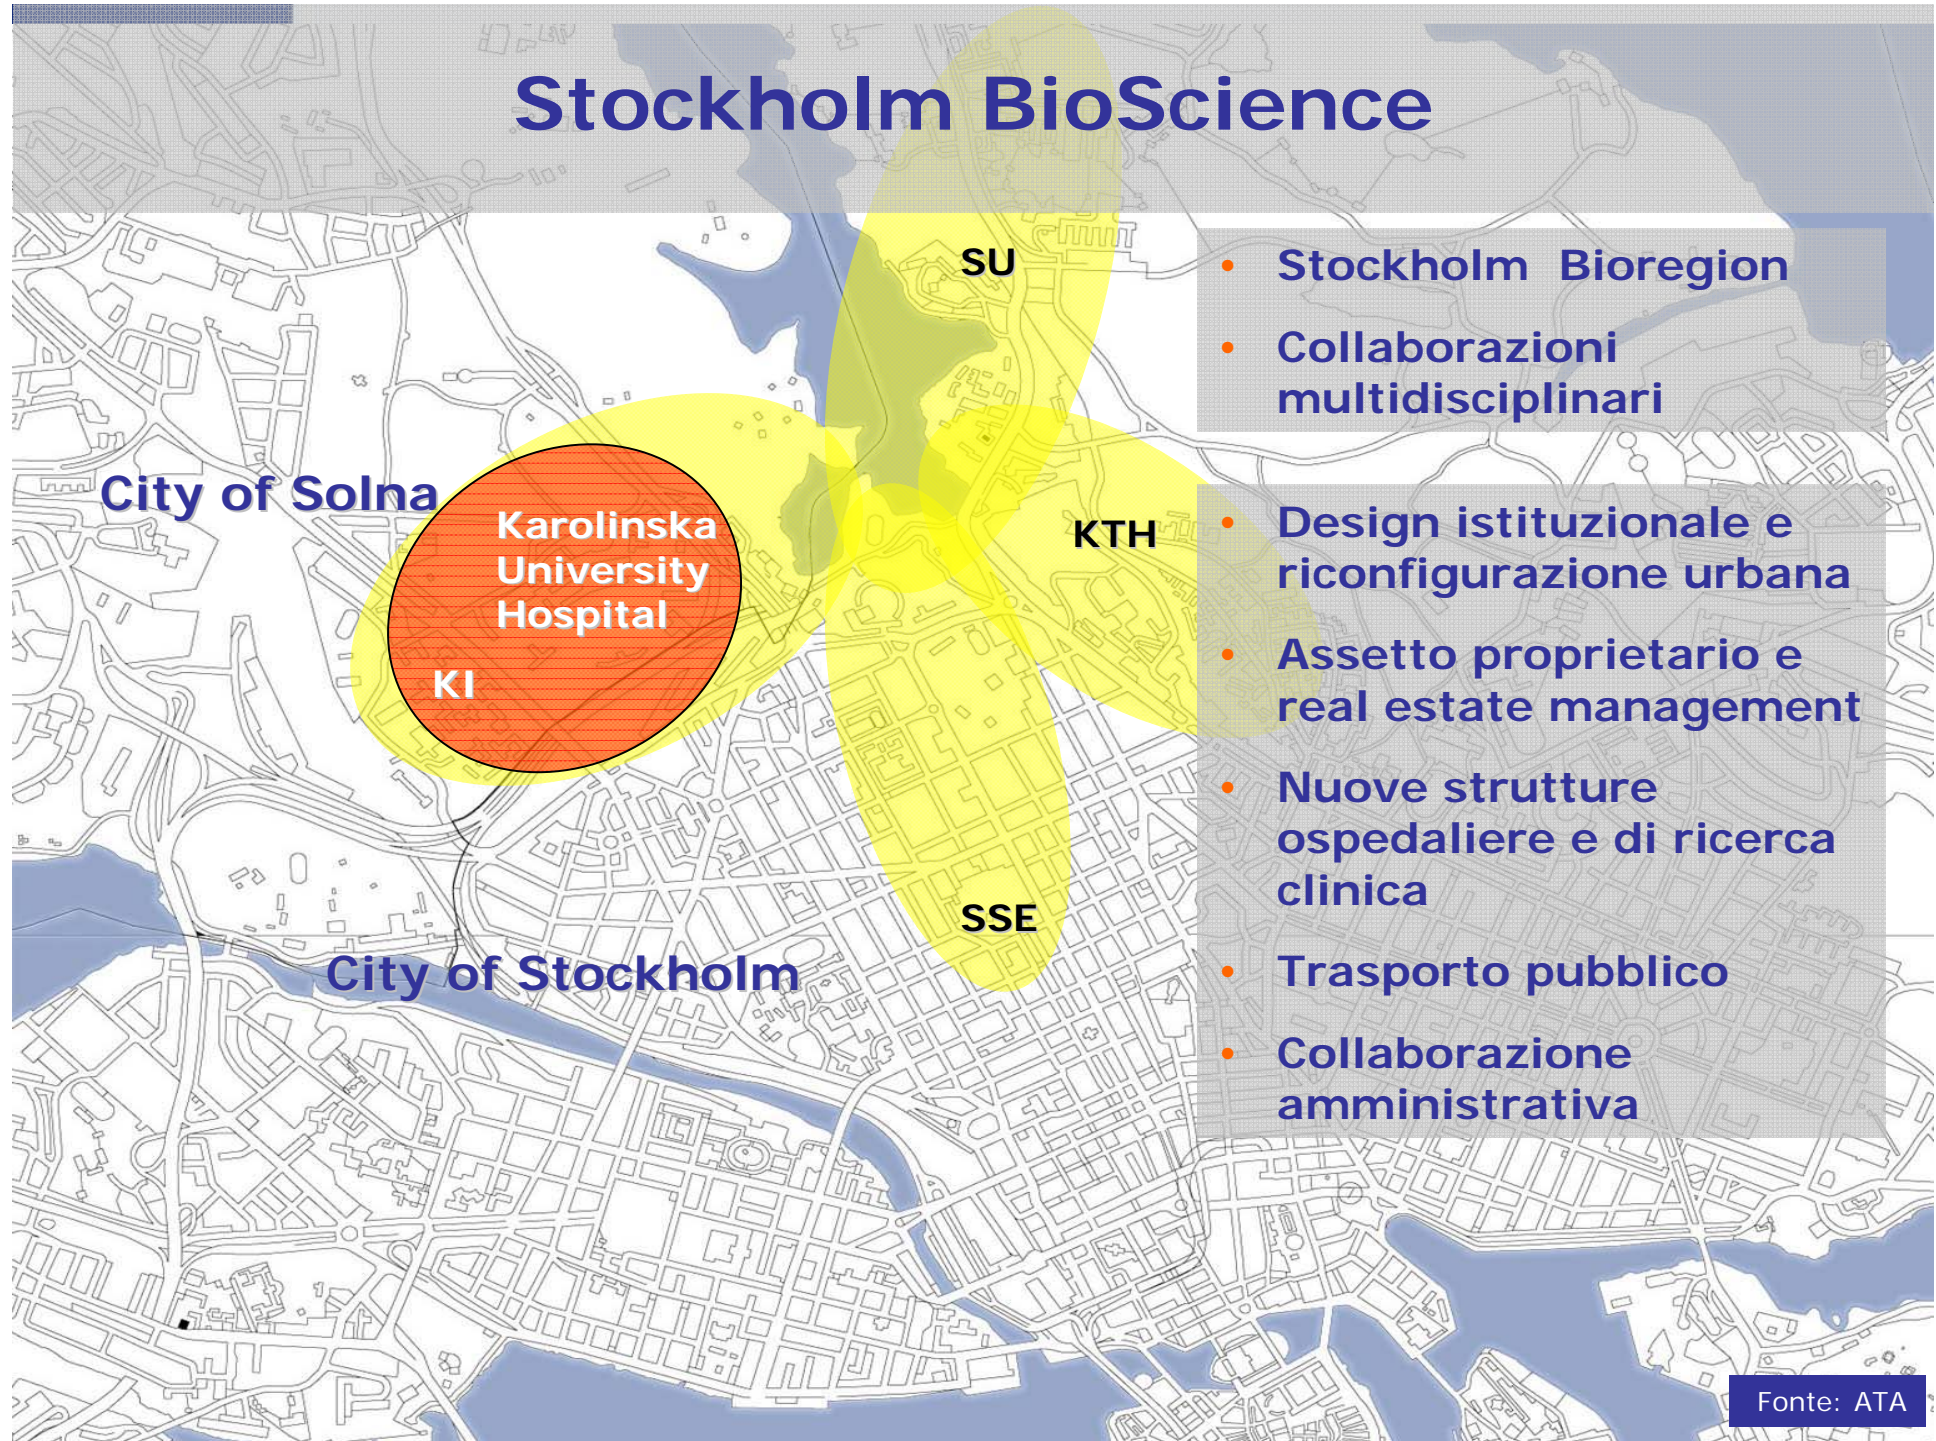 Stockholm BioScience
SU
• Stockholm Bioregion
• Collaborazioni
multidisciplinari
City of Solna
Karolinska
University
Hospital
KI
KTH
• Design istituzionale e
riconfigurazione urbana
• Assetto proprietario e
real estate management
• Nuove strutture
ospedaliere e di ricerca
clinica
SSE
City of Stockholm
• Trasporto pubblico
• Collaborazione
amministrativa
Fonte: ATA